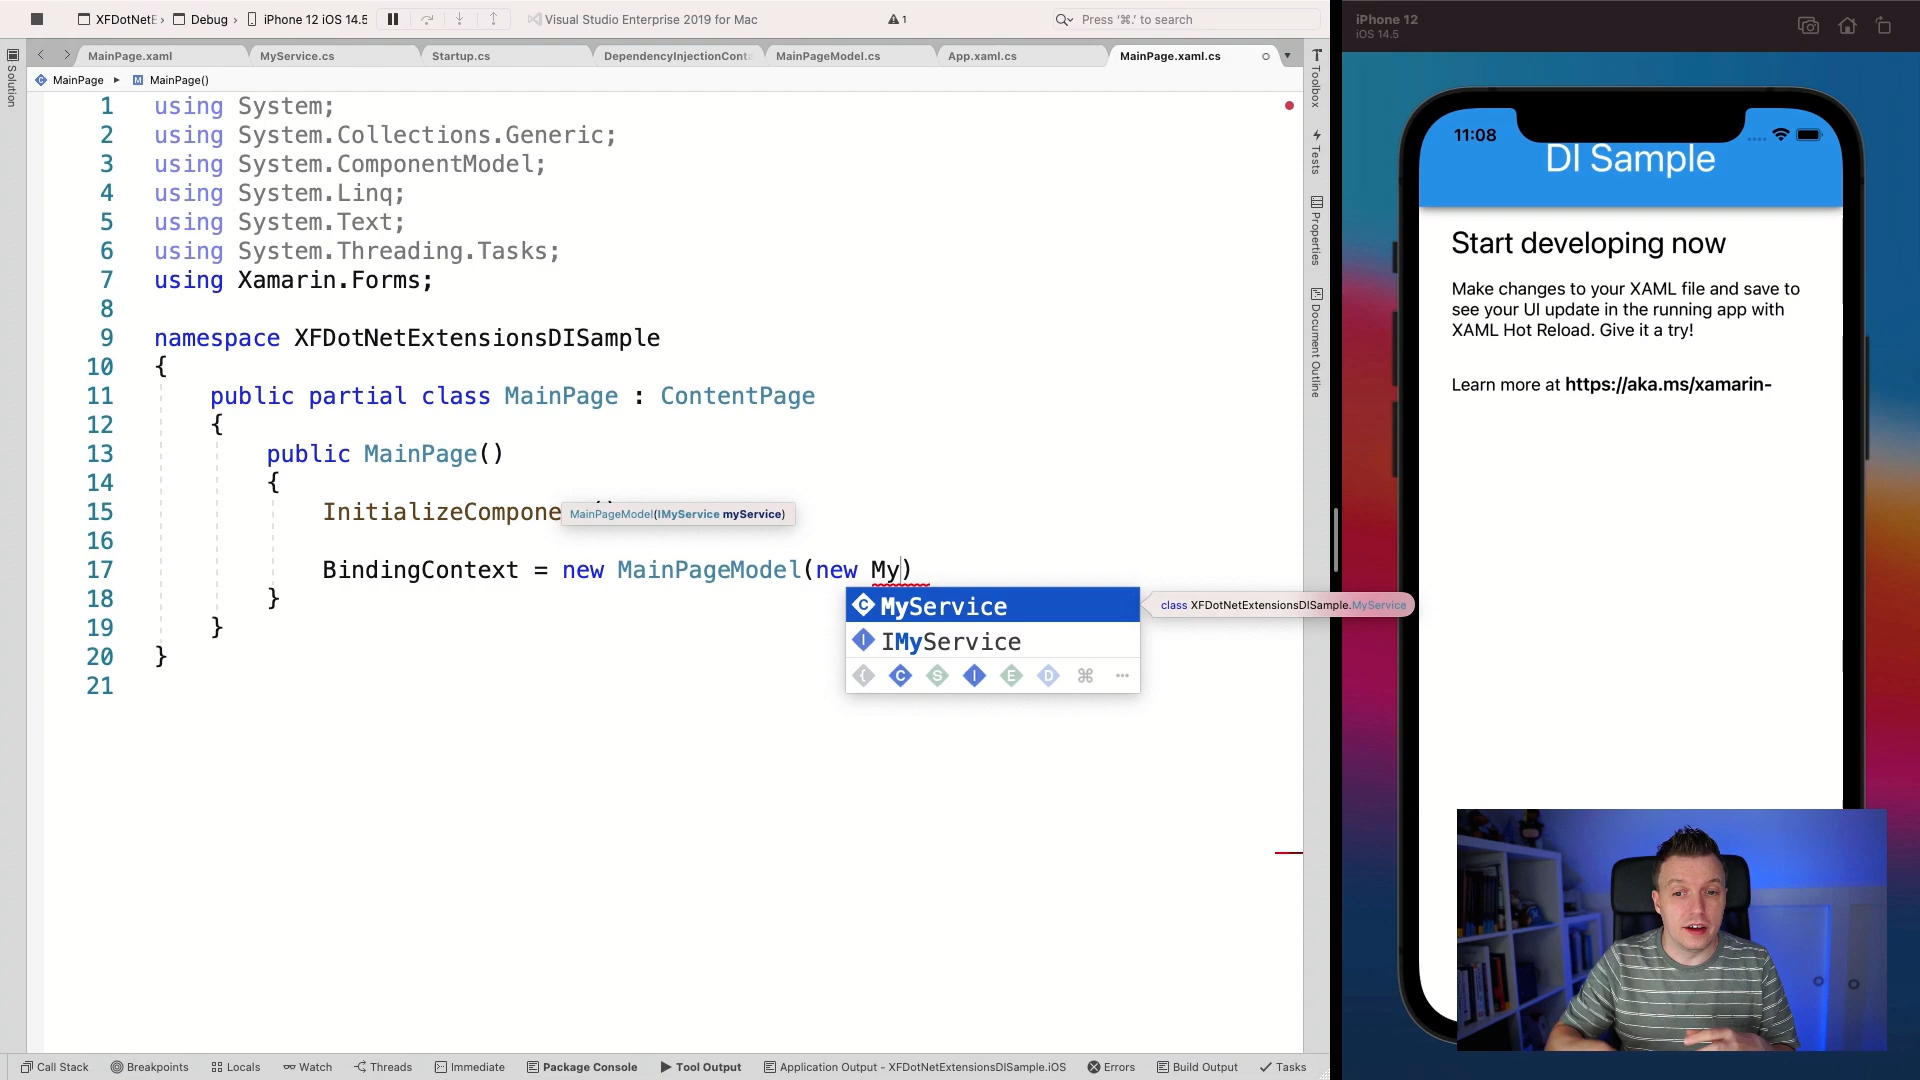 XFDotNetE › Debug › iPhone 12 iOS 14.5
Visual Studio Enterprise 2019 for Mac
1
Press '⌘.' to search
MainPage.xaml
MyService.cs
Startup.cs
DependencyInjectionConta
MainPageModel.cs
App.xaml.cs
MainPage.xaml.cs
MainPage ▸ MainPage()
Solution
Toolbox
Tests
Properties
Document Outline
1 using System;
2 using System.Collections.Generic;
3 using System.ComponentModel;
4 using System.Linq;
5 using System.Text;
6 using System.Threading.Tasks;
7 using Xamarin.Forms;
8
9 namespace XFDotNetExtensionsDISample
10 {
11 public partial class MainPage : ContentPage
12 {
13 public MainPage()
14 {
15 InitializeCompone
MainPageModel(IMyService myService)
16
17 BindingContext = new MainPageModel(new My)
18 }
19 }
20 }
21
MyService
IMyService
class XFDotNetExtensionsDISample.MyService
Call Stack
Breakpoints
Locals
Watch
Threads
Immediate
Package Console
Tool Output
Application Output - XFDotNetExtensionsDISample.iOS
Errors
Build Output
Tasks
iPhone 12
iOS 14.5
11:08
DI Sample
Start developing now
Make changes to your XAML file and save to
see your UI update in the running app with
XAML Hot Reload. Give it a try!
Learn more at https://aka.ms/xamarin-